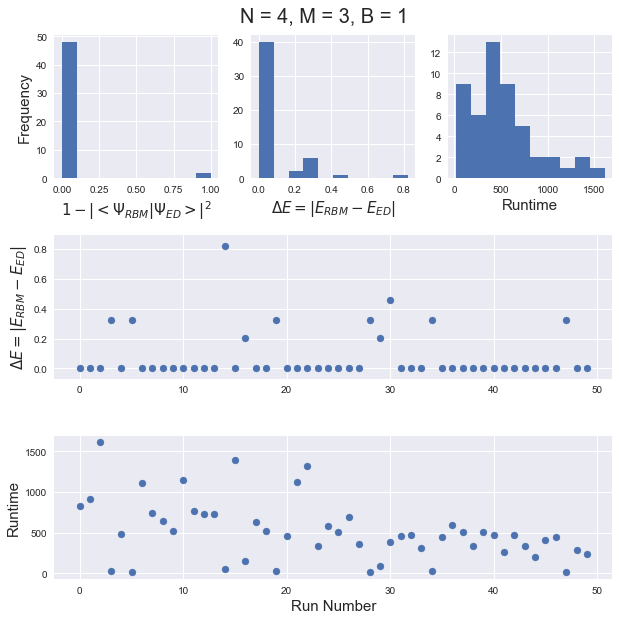 N = 4, M = 3, B = 1
Frequency
50
40
30
20
10
0
0.00 0.25 0.50 0.75 1.00
1 − |< Ψ_RBM|Ψ_ED >|²
40
30
20
10
0
0.0 0.2 0.4 0.6 0.8
ΔE = |E_RBM − E_ED|
12
10
8
6
4
2
0
0 500 1000 1500
Runtime
ΔE = |E_RBM − E_ED|
0.8
0.6
0.4
0.2
0.0
0 10 20 30 40 50
Runtime
1500
1000
500
0
0 10 20 30 40 50
Run Number